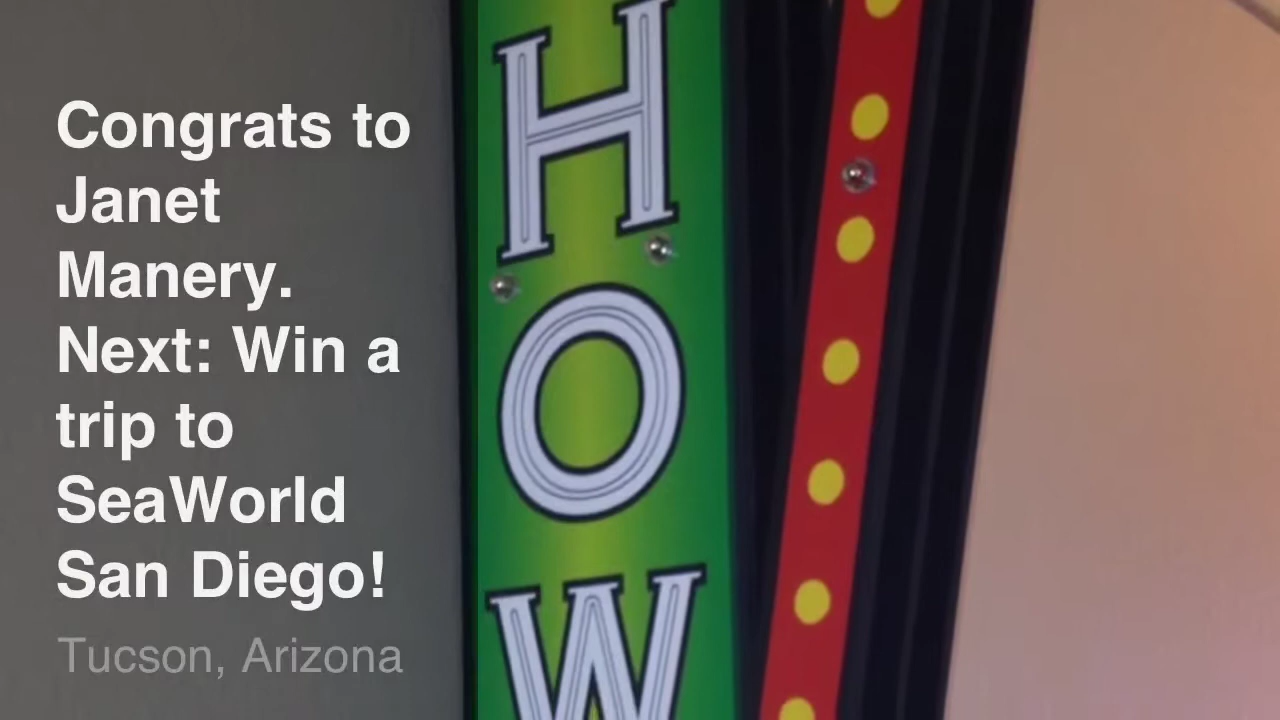 Congrats to
Janet
Manery.
Next: Win a
trip to
SeaWorld
San Diego!
Tucson, Arizona
H
O
W